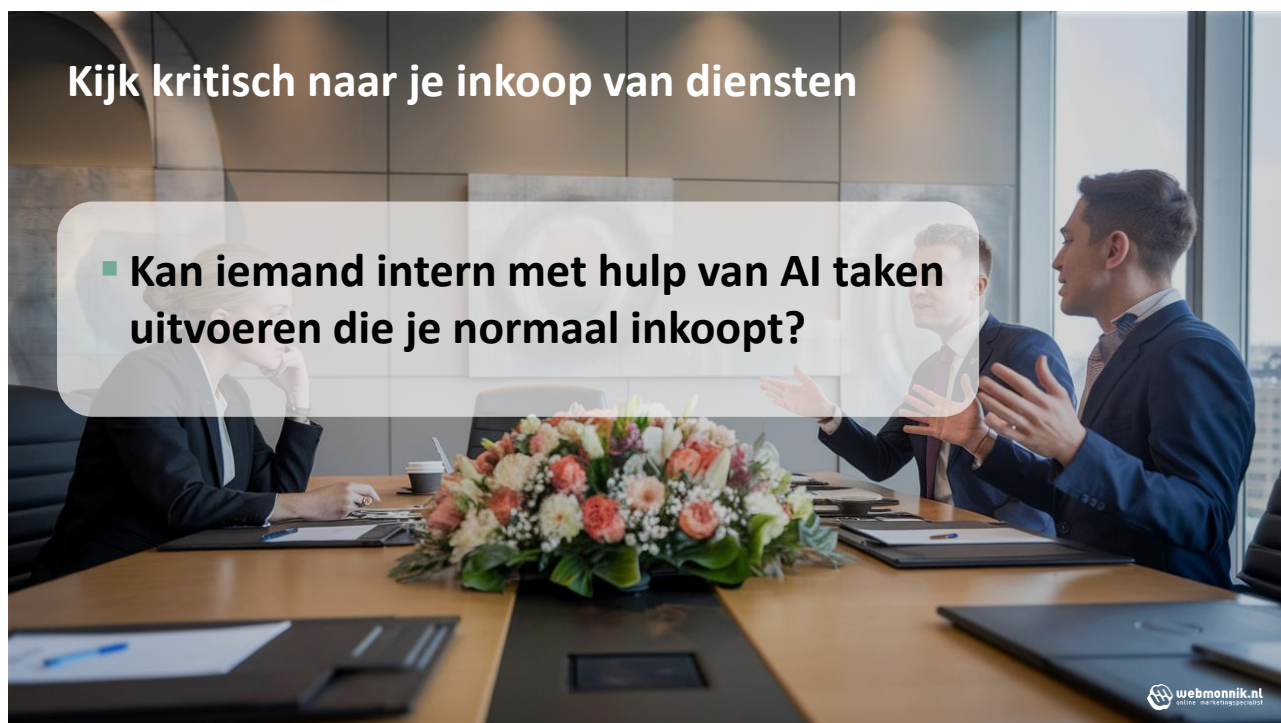 Kijk kritisch naar je inkoop van diensten
▪ Kan iemand intern met hulp van AI taken
uitvoeren die je normaal inkoopt?
webmonnik.nl
online marketingspecialist